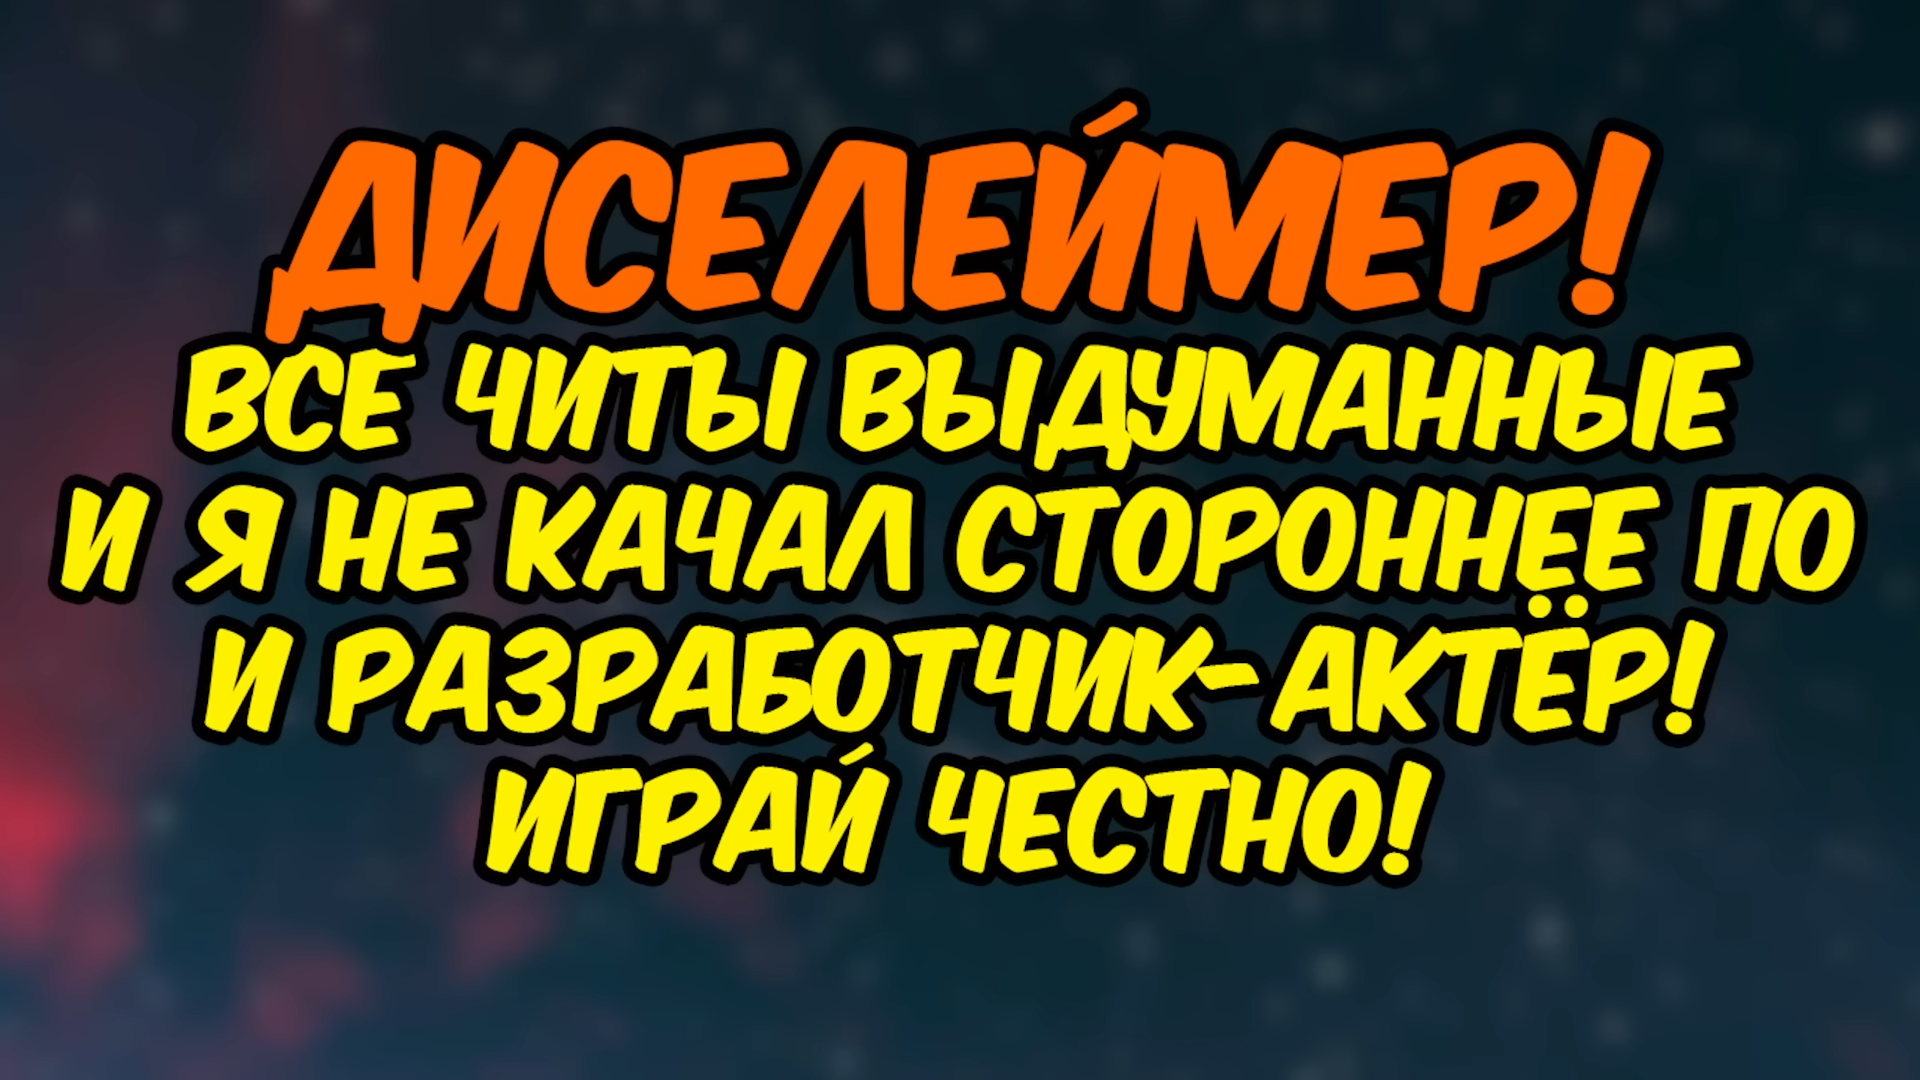 ДИСЕЛЕЙМЕР!
ВСЕ ЧИТЫ ВЫДУМАННЫЕ
И Я НЕ КАЧАЛ СТОРОННЕЕ ПО
И РАЗРАБОТЧИК-АКТЁР!
ИГРАЙ ЧЕСТНО!